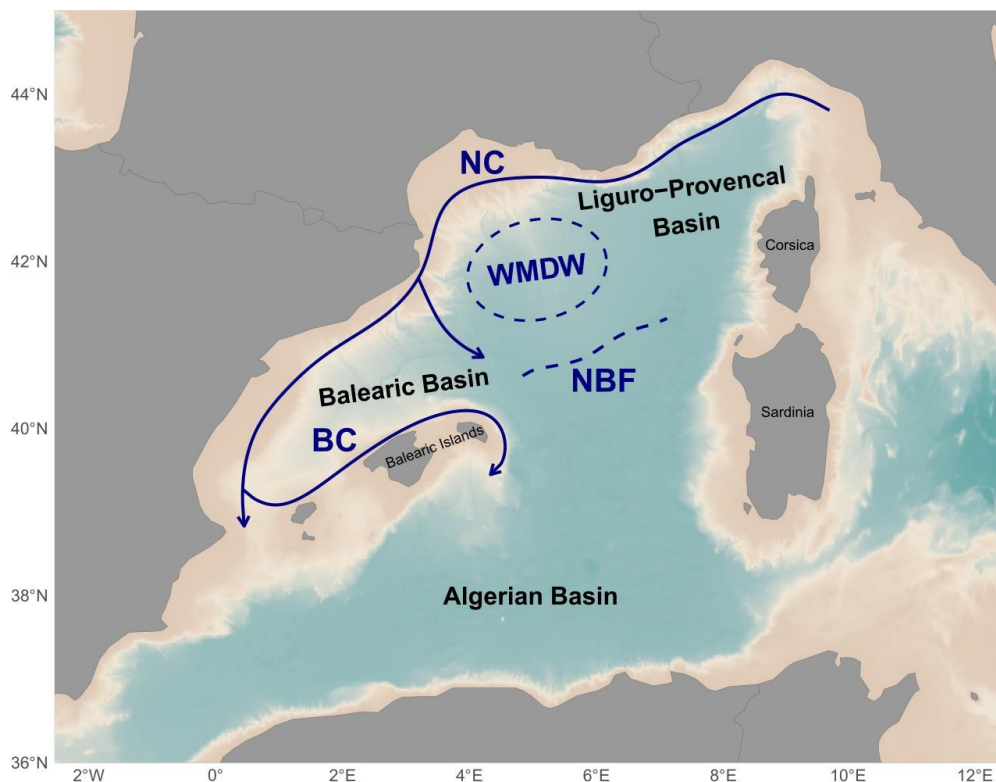 44°N
NC
Liguro−Provencal
Basin
Corsica
42°N
WMDW
Balearic Basin
NBF
40°N
BC
Balearic Islands
Sardinia
38°N
Algerian Basin
36°N
2°W 0° 2°E 4°E 6°E 8°E 10°E 12°E